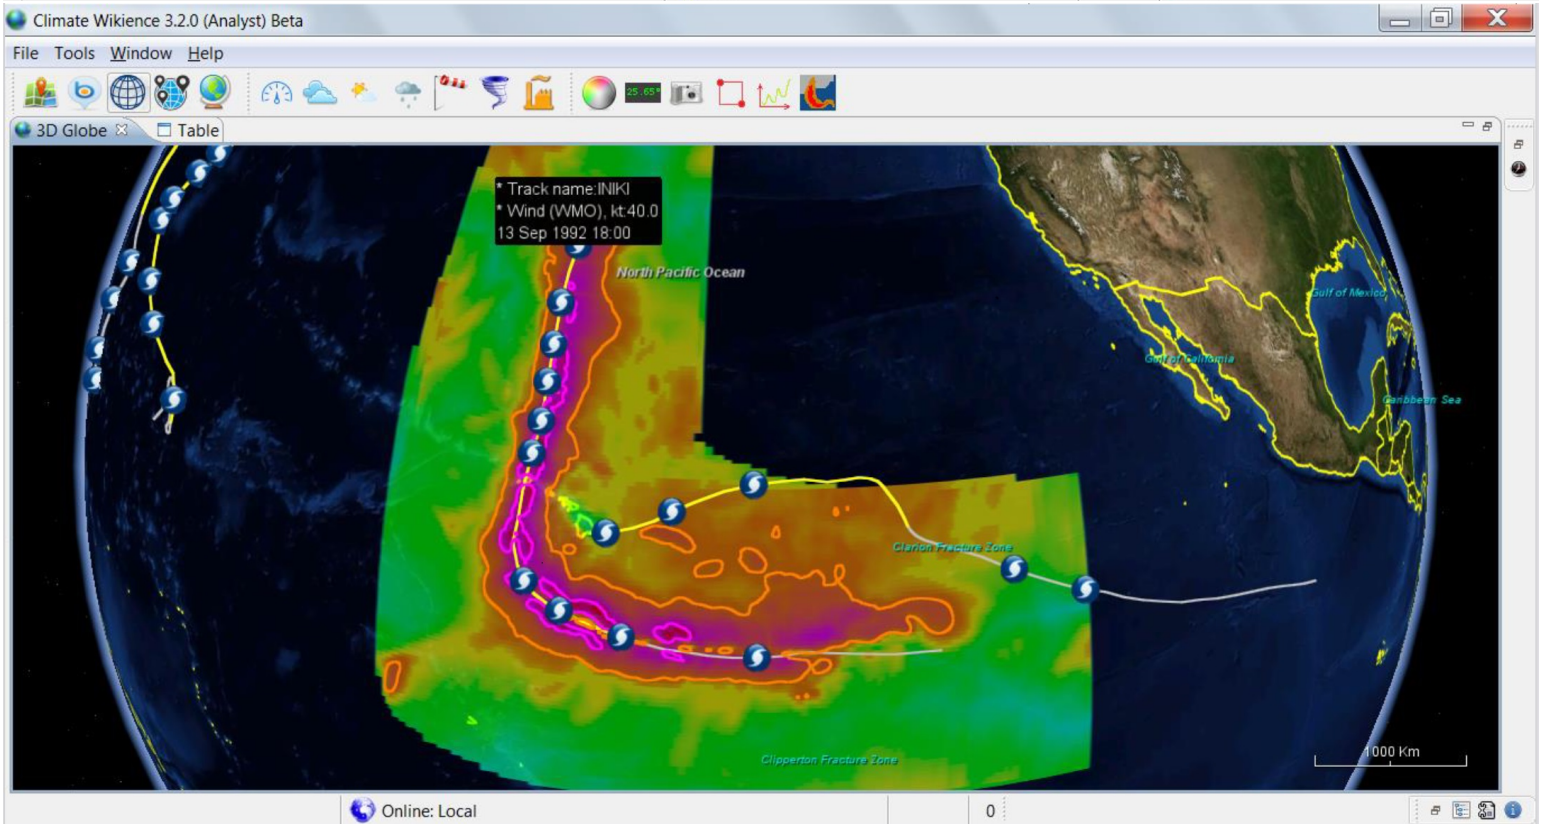 Climate Wikience 3.2.0 (Analyst) Beta
File Tools Window Help
25.65°
3D Globe Table
* Track name:INIKI
* Wind (WMO), kt:40.0
13 Sep 1992 18:00
North Pacific Ocean
Gulf of Mexico
Gulf of California
Caribbean Sea
Clarion Fracture Zone
1000 Km
Clipperton Fracture Zone
Online: Local
0